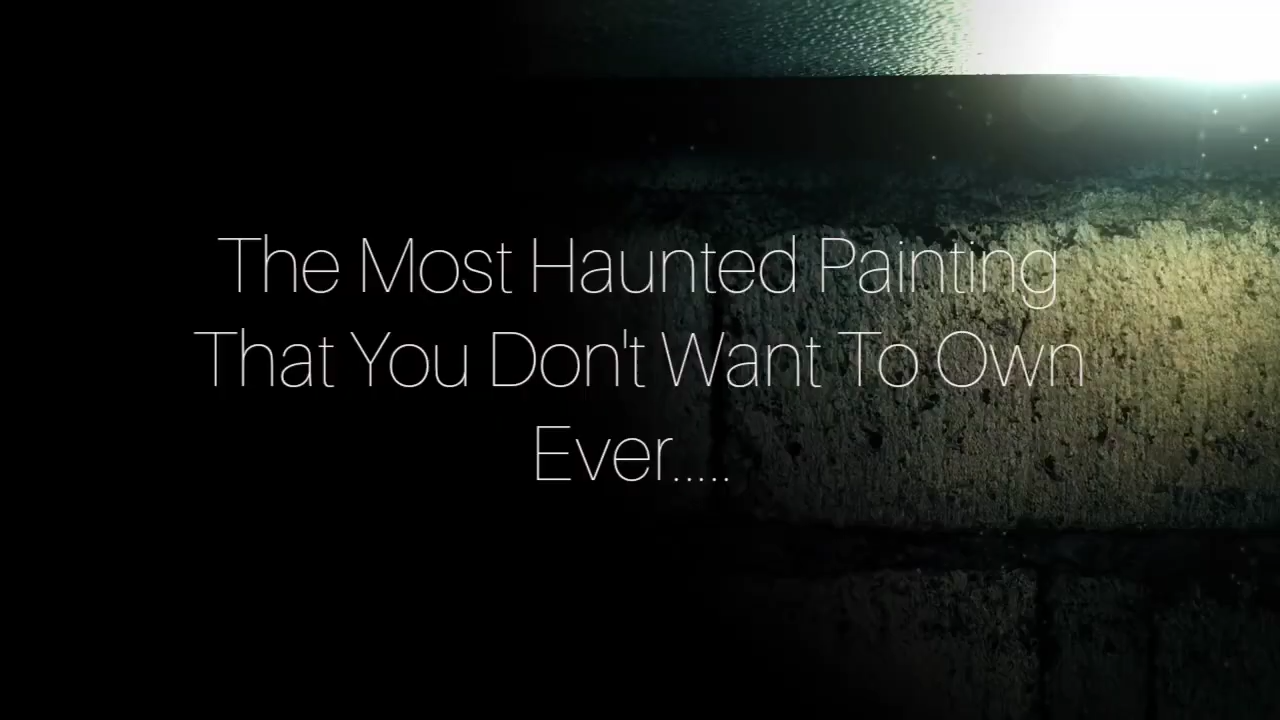 The Most Haunted Painting
That You Don't Want To Own
Ever.....